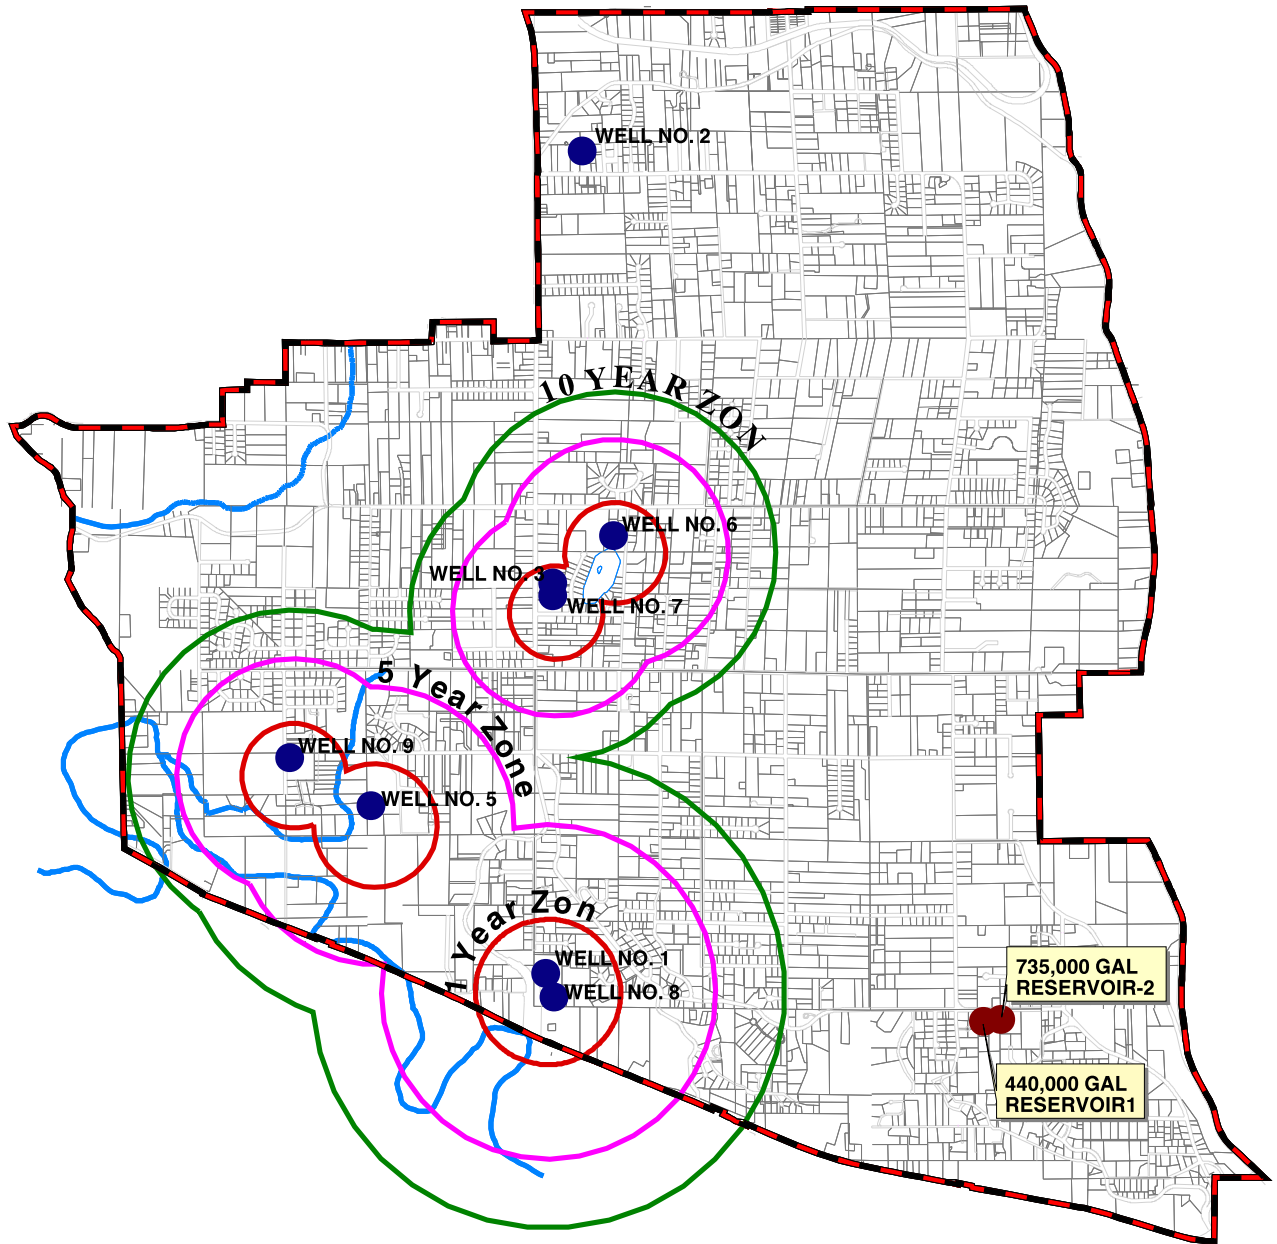 WELL NO. 2
10 YEAR ZON
WELL NO. 6
WELL NO. 3
WELL NO. 7
5 Year Zone
WELL NO. 9
WELL NO. 5
1 Year Zon
WELL NO. 1
WELL NO. 8
735,000 GAL
RESERVOIR-2
440,000 GAL
RESERVOIR1